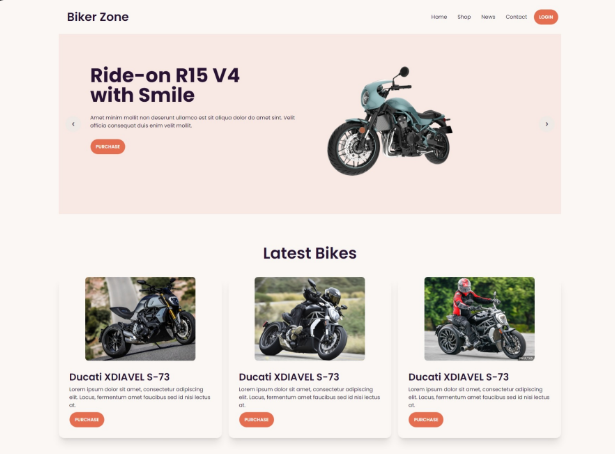 Biker Zone
Home Shop News Contact LOGIN
Ride-on R15 V4
with Smile
Amet minim mollit non deserunt ullamco est sit aliqua dolor do amet sint. Velit
officia consequat duis enim velit mollit.
PURCHASE
Latest Bikes
Ducati XDIAVEL S-73
Lorem ipsum dolor sit amet, consectetur adipiscing
elit. Lacus, fermentum amet faucibus sed id nisi lectus
at.
PURCHASE
Ducati XDIAVEL S-73
Lorem ipsum dolor sit amet, consectetur adipiscing
elit. Lacus, fermentum amet faucibus sed id nisi lectus
at.
PURCHASE
Ducati XDIAVEL S-73
Lorem ipsum dolor sit amet, consectetur adipiscing
elit. Lacus, fermentum amet faucibus sed id nisi lectus
at.
PURCHASE